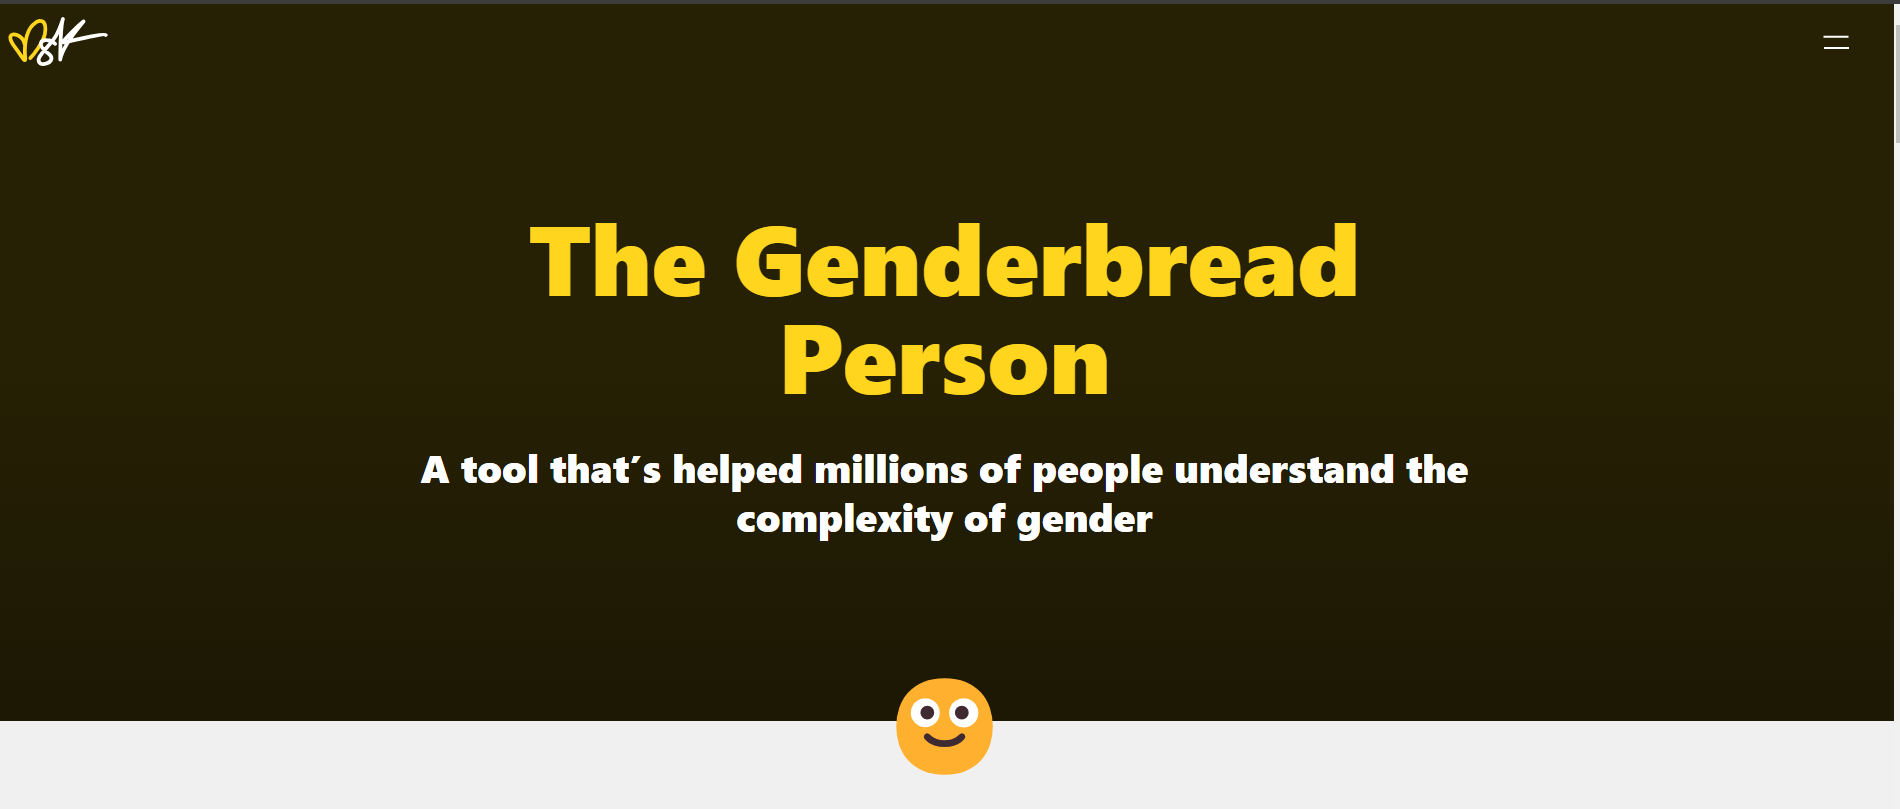 The Genderbread
Person
A tool that´s helped millions of people understand the
complexity of gender